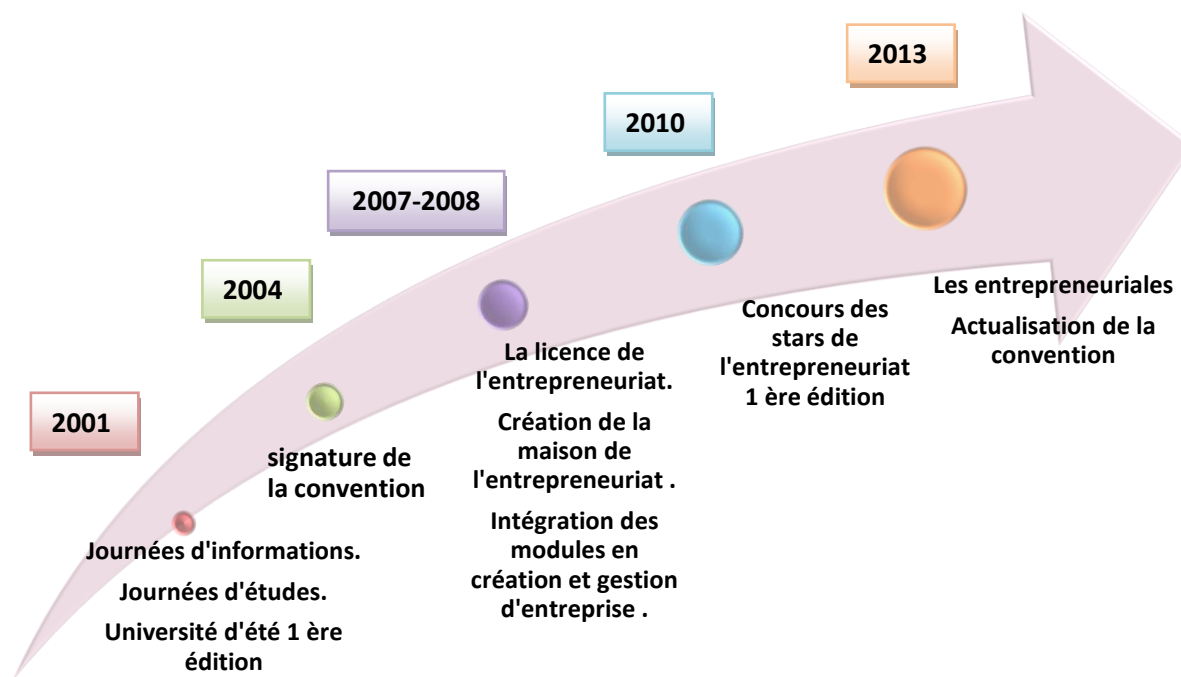 2001
Journées d'informations.
Journées d'études.
Université d'été 1 ère
édition
2004
signature de
la convention
2007-2008
La licence de
l'entrepreneuriat.
Création de la
maison de
l'entrepreneuriat .
Intégration des
modules en
création et gestion
d'entreprise .
2010
Concours des
stars de
l'entrepreneuriat
1 ère édition
2013
Les entrepreneuriales
Actualisation de la
convention